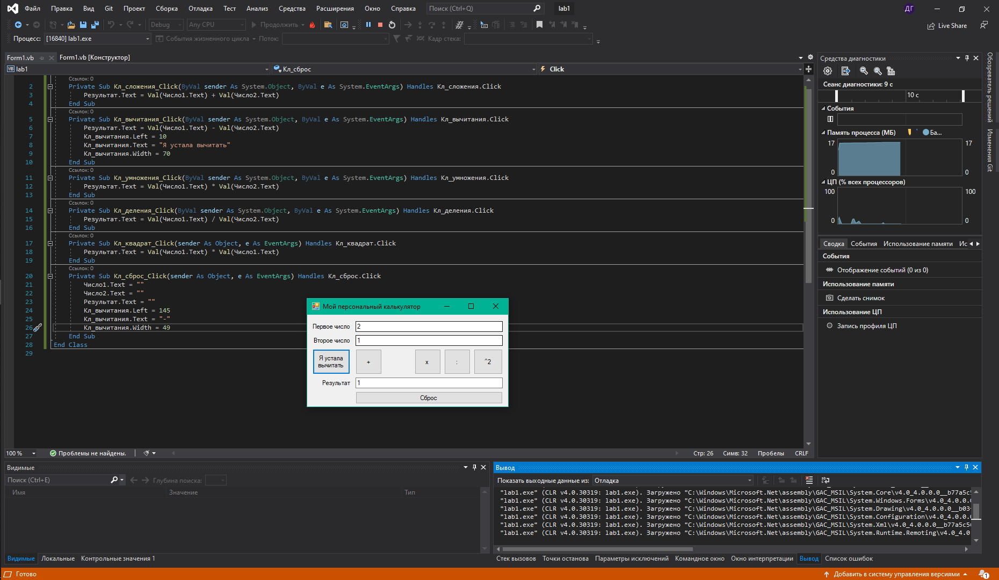 Файл Правка Вид Git Проект Сборка Отладка Тест Анализ Средства Расширения Окно Справка Поиск (Ctrl+Q) lab1 ДГ
Debug Any CPU Продолжить Live Share
Процесс: [16840] lab1.exe События жизненного цикла Поток: Кадр стека:
Form1.vb Form1.vb [Конструктор]
VB lab1 Кл_сброс Click
Ссылок: 0
2 Private Sub Кл_сложения_Click(ByVal sender As System.Object, ByVal e As System.EventArgs) Handles Кл_сложения.Click
3 Результат.Text = Val(Число1.Text) + Val(Число2.Text)
4 End Sub
Ссылок: 0
5 Private Sub Кл_вычитания_Click(ByVal sender As System.Object, ByVal e As System.EventArgs) Handles Кл_вычитания.Click
6 Результат.Text = Val(Число1.Text) - Val(Число2.Text)
7 Кл_вычитания.Left = 10
8 Кл_вычитания.Text = "Я устала вычитать"
9 Кл_вычитания.Width = 70
10 End Sub
Ссылок: 0
11 Private Sub Кл_умножения_Click(ByVal sender As System.Object, ByVal e As System.EventArgs) Handles Кл_умножения.Click
12 Результат.Text = Val(Число1.Text) * Val(Число2.Text)
13 End Sub
Ссылок: 0
14 Private Sub Кл_деления_Click(ByVal sender As System.Object, ByVal e As System.EventArgs) Handles Кл_деления.Click
15 Результат.Text = Val(Число1.Text) / Val(Число2.Text)
16 End Sub
Ссылок: 0
17 Private Sub Кл_квадрат_Click(sender As Object, e As EventArgs) Handles Кл_квадрат.Click
18 Результат.Text = Val(Число1.Text) * Val(Число1.Text)
19 End Sub
Ссылок: 0
20 Private Sub Кл_сброс_Click(sender As Object, e As EventArgs) Handles Кл_сброс.Click
21 Число1.Text = ""
22 Число2.Text = ""
23 Результат.Text = ""
24 Кл_вычитания.Left = 145
25 Кл_вычитания.Text = "-"
26 Кл_вычитания.Width = 49
27 End Sub
28 End Class
29
Мой персональный калькулятор
Первое число 2
Второе число 1
Я устала вычитать + x : ^2
Результат 1
Сброс
100 % Проблемы не найдены. Стр: 26 Симв: 32 Пробелы CRLF
Средства диагностики
Сеанс диагностики: 9 с
10 с
События
Память процесса (МБ) Ба...
17 17
0 0
ЦП (% всех процессоров)
100 100
0 0
Сводка События Использование памяти Ис
События
Отображение событий (0 из 0)
Использование памяти
Сделать снимок
Использование ЦП
Запись профиля ЦП
Обозреватель решений
Изменения Git
Видимые
Поиск (Ctrl+E) Глубина поиска:
Имя Значение Тип
Видимые Локальные Контрольные значения 1
Вывод
Показать выходные данные из: Отладка
"lab1.exe" (CLR v4.0.30319: lab1.exe). Загружено "C:\Windows\Microsoft.Net\assembly\GAC_MSIL\System.Core\v4.0_4.0.0.0__b77a5c5
"lab1.exe" (CLR v4.0.30319: lab1.exe). Загружено "C:\Windows\Microsoft.Net\assembly\GAC_MSIL\System.Windows.Forms\v4.0_4.0.0.0
"lab1.exe" (CLR v4.0.30319: lab1.exe). Загружено "C:\Windows\Microsoft.Net\assembly\GAC_MSIL\System.Drawing\v4.0_4.0.0.0__b03
"lab1.exe" (CLR v4.0.30319: lab1.exe). Загружено "C:\Windows\Microsoft.Net\assembly\GAC_MSIL\System.Configuration\v4.0_4.0.0.0
"lab1.exe" (CLR v4.0.30319: lab1.exe). Загружено "C:\Windows\Microsoft.Net\assembly\GAC_MSIL\System.Xml\v4.0_4.0.0.0__b77a5c56
"lab1.exe" (CLR v4.0.30319: lab1.exe). Загружено "C:\Windows\Microsoft.Net\assembly\GAC_MSIL\System.Runtime.Remoting\v4.0_4.0
Стек вызовов Точки останова Параметры исключений Командное окно Окно интерпретации Вывод Список ошибок
Готово Добавить в систему управления версиями 1